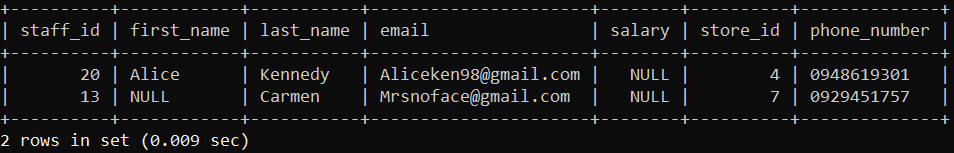 +----------+------------+-----------+----------------------+--------+----------+--------------+
| staff_id | first_name | last_name | email                | salary | store_id | phone_number |
+----------+------------+-----------+----------------------+--------+----------+--------------+
|       20 | Alice      | Kennedy   | Aliceken98@gmail.com |   NULL |        4 | 0948619301   |
|       13 | NULL       | Carmen    | Mrsnoface@gmail.com  |   NULL |        7 | 0929451757   |
+----------+------------+-----------+----------------------+--------+----------+--------------+
2 rows in set (0.009 sec)